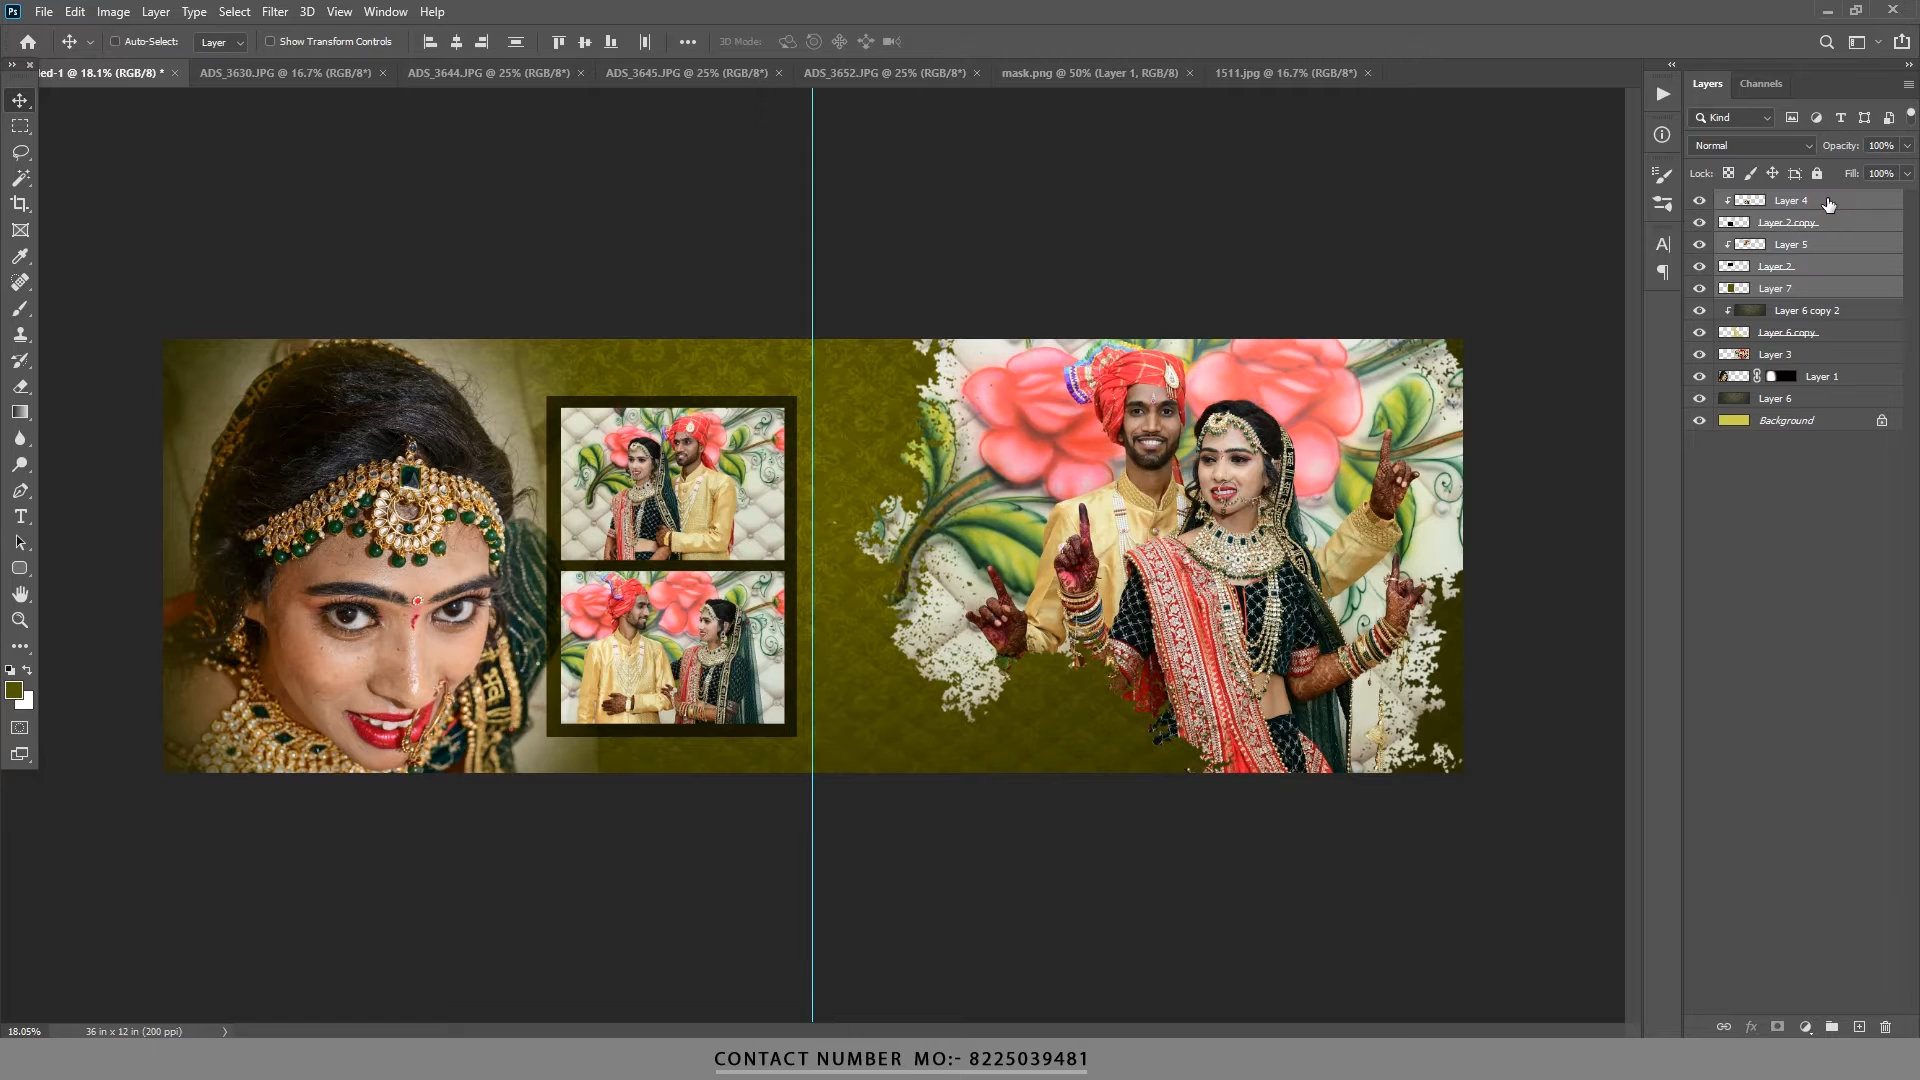 Ps File Edit Image Layer Type Select Filter 3D View Window Help
Auto-Select: Layer Show Transform Controls 3D Mode:
led-1 @ 18.1% (RGB/8) * ADS_3630.JPG @ 16.7% (RGB/8*) ADS_3644.JPG @ 25% (RGB/8*) ADS_3645.JPG @ 25% (RGB/8*) ADS_3652.JPG @ 25% (RGB/8*) mask.png @ 50% (Layer 1, RGB/8) 1511.jpg @ 16.7% (RGB/8*)
Layers Channels
Kind
Normal Opacity: 100%
Lock: Fill: 100%
Layer 4
Layer 2 copy
Layer 5
Layer 2
Layer 7
Layer 6 copy 2
Layer 6 copy
Layer 3
Layer 1
Layer 6
Background
18.05% 36 in x 12 in (200 ppi)
CONTACT NUMBER MO:- 8225039481